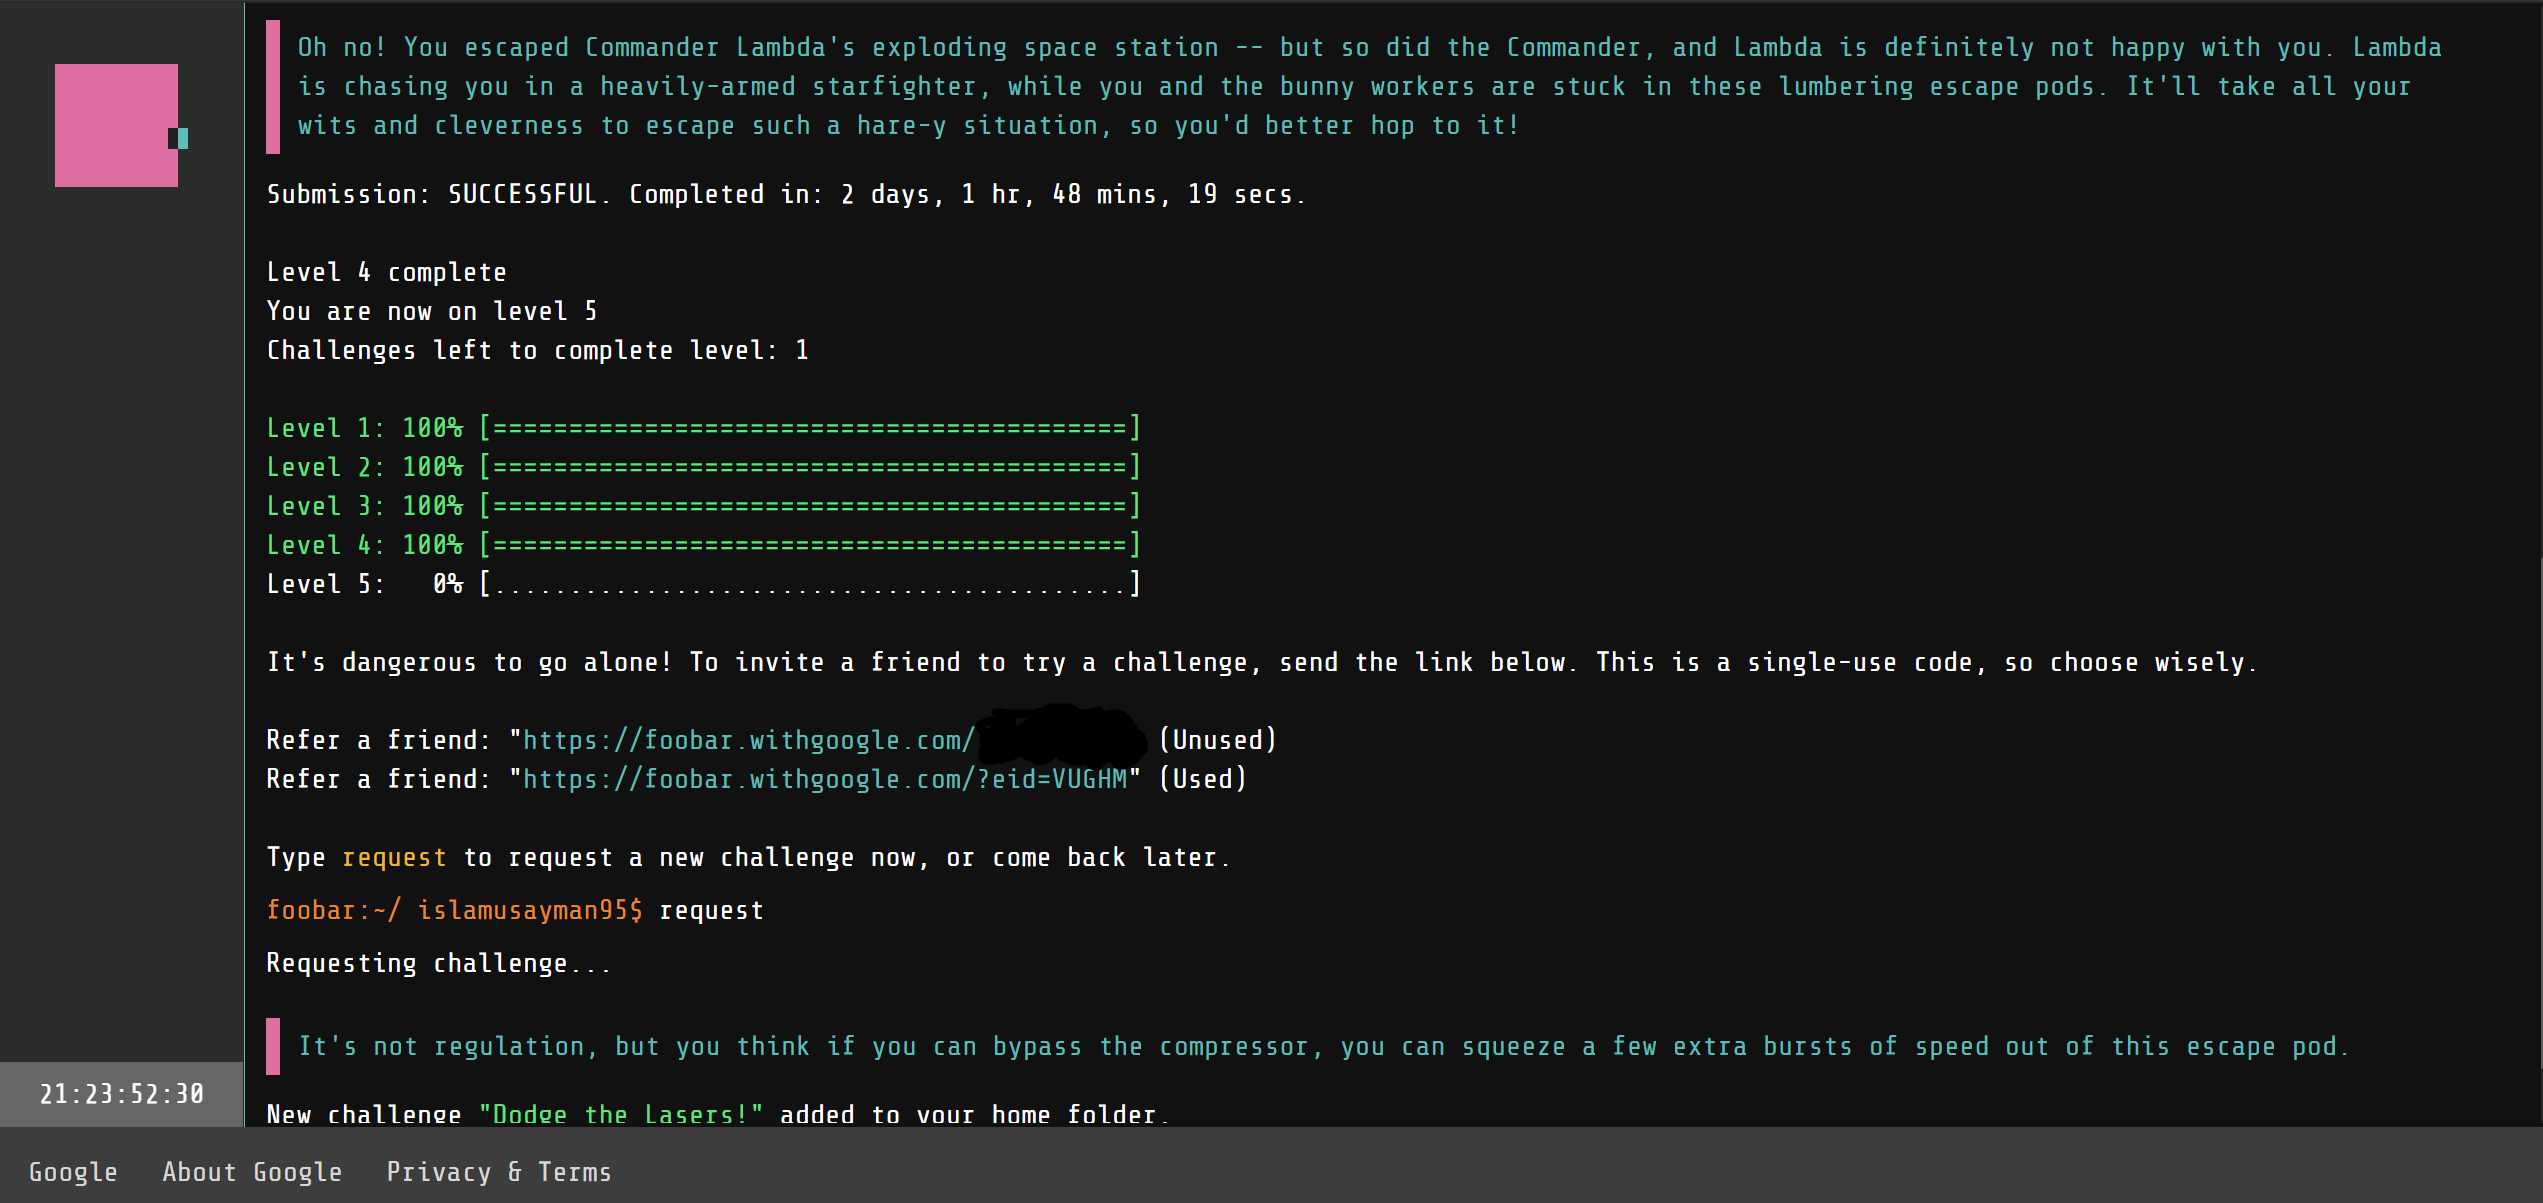 Oh no! You escaped Commander Lambda's exploding space station -- but so did the Commander, and Lambda is definitely not happy with you. Lambda
is chasing you in a heavily-armed starfighter, while you and the bunny workers are stuck in these lumbering escape pods. It'll take all your
wits and cleverness to escape such a hare-y situation, so you'd better hop to it!
Submission: SUCCESSFUL. Completed in: 2 days, 1 hr, 48 mins, 19 secs.
Level 4 complete
You are now on level 5
Challenges left to complete level: 1
Level 1: 100% [==========================================]
Level 2: 100% [==========================================]
Level 3: 100% [==========================================]
Level 4: 100% [==========================================]
Level 5:   0% [..........................................]
It's dangerous to go alone! To invite a friend to try a challenge, send the link below. This is a single-use code, so choose wisely.
Refer a friend: "https://foobar.withgoogle.com/ (Unused)
Refer a friend: "https://foobar.withgoogle.com/?eid=VUGHM" (Used)
Type request to request a new challenge now, or come back later.
foobar:~/ islamusayman95$ request
Requesting challenge...
It's not regulation, but you think if you can bypass the compressor, you can squeeze a few extra bursts of speed out of this escape pod.
New challenge "Dodge the Lasers!" added to your home folder.
21:23:52:30
Google About Google Privacy & Terms